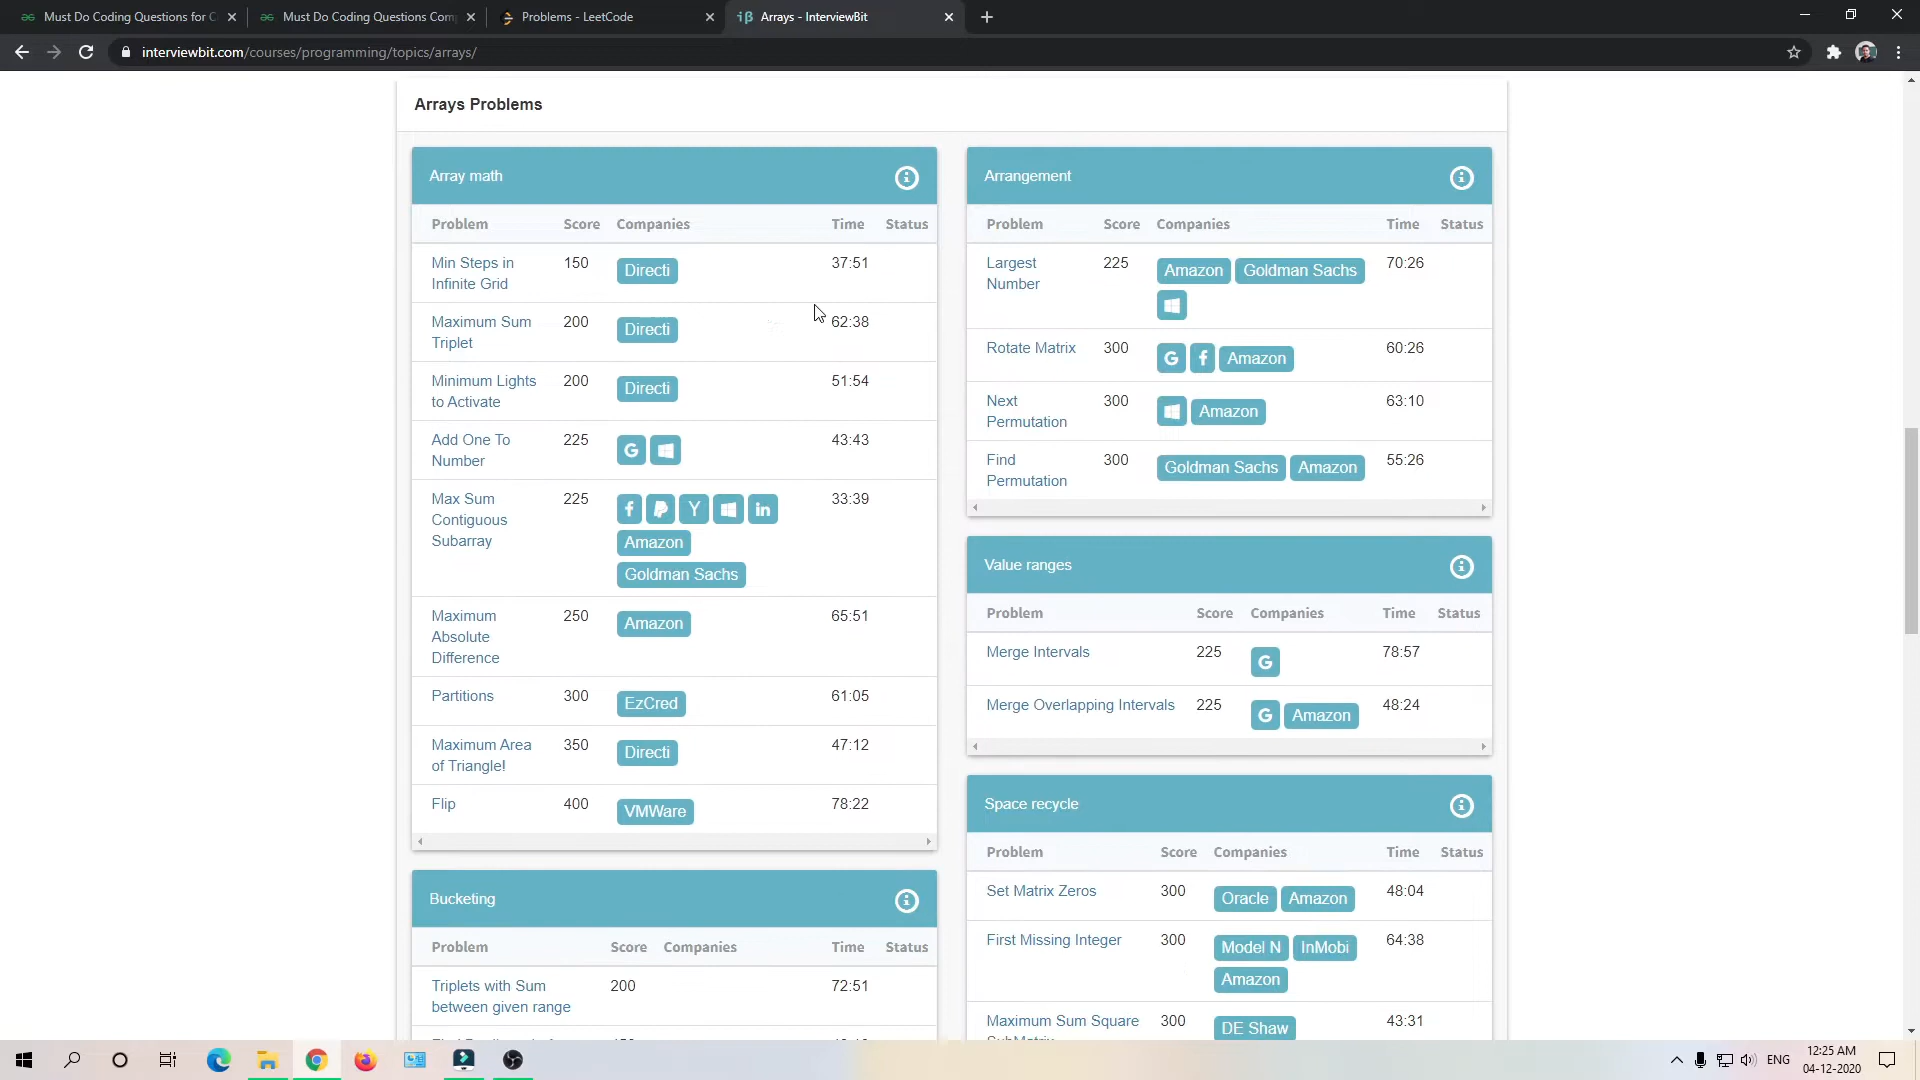 Must Do Coding Questions for C
Must Do Coding Questions Comp
Problems - LeetCode
Arrays - InterviewBit
interviewbit.com/courses/programming/topics/arrays/
Arrays Problems
Array math
Problem Score Companies Time Status
Min Steps in 150 Directi 37:51
Infinite Grid
Maximum Sum 200 Directi 62:38
Triplet
Minimum Lights 200 Directi 51:54
to Activate
Add One To 225 43:43
Number
Max Sum 225 33:39
Contiguous
Subarray
Amazon
Goldman Sachs
Maximum 250 Amazon 65:51
Absolute
Difference
Partitions 300 EzCred 61:05
Maximum Area 350 Directi 47:12
of Triangle!
Flip 400 VMWare 78:22
Bucketing
Problem Score Companies Time Status
Triplets with Sum 200 72:51
between given range
Arrangement
Problem Score Companies Time Status
Largest 225 Amazon Goldman Sachs 70:26
Number
Rotate Matrix 300 Amazon 60:26
Next 300 Amazon 63:10
Permutation
Find 300 Goldman Sachs Amazon 55:26
Permutation
Value ranges
Problem Score Companies Time Status
Merge Intervals 225 78:57
Merge Overlapping Intervals 225 Amazon 48:24
Space recycle
Problem Score Companies Time Status
Set Matrix Zeros 300 Oracle Amazon 48:04
First Missing Integer 300 Model N InMobi 64:38
Amazon
Maximum Sum Square 300 DE Shaw 43:31
ENG
12:25 AM
04-12-2020